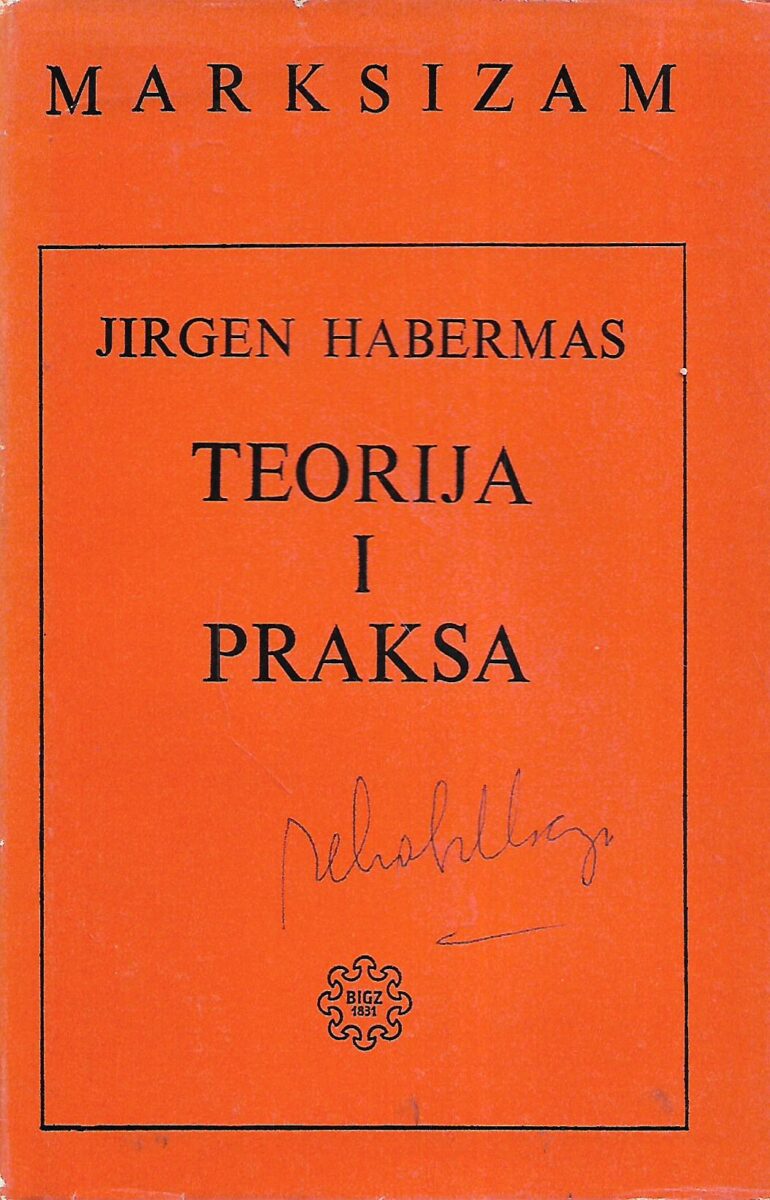 MARKSIZAM
JIRGEN HABERMAS
TEORIJA
I
PRAKSA
BIGZ
1831